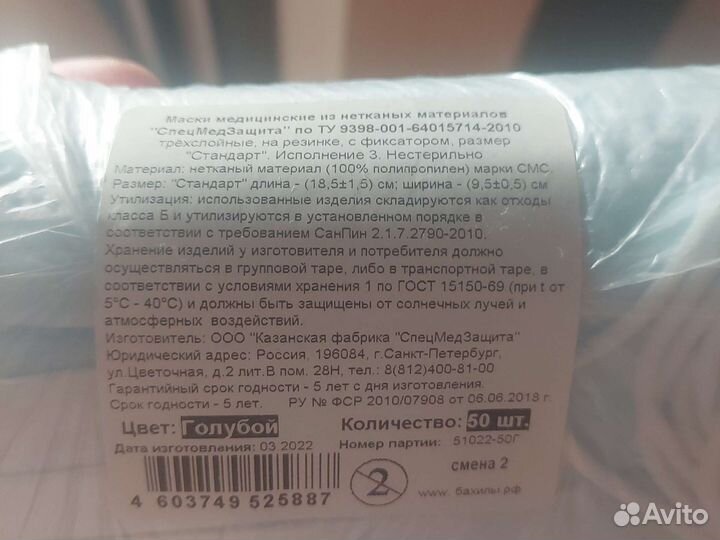 Маски медицинские из нетканых материалов
"СпецМедЗащита" по ТУ 9398-001-64015714-2010
трёхслойные, на резинке, с фиксатором, размер
"Стандарт". Исполнение 3. Нестерильно
Материал: нетканый материал (100% полипропилен) марки СМС.
Размер: "Стандарт" длина - (18,5±1,5) см; ширина - (9,5±0,5) см
Утилизация: использованные изделия складируются как отходы
класса Б и утилизируются в установленном порядке в
соответствии с требованием СанПин 2.1.7.2790-2010.
Хранение изделий у изготовителя и потребителя должно
осуществляться в групповой таре, либо в транспортной таре, в
соответствии с условиями хранения 1 по ГОСТ 15150-69 (при t от
5°С - 40°С) и должны быть защищены от солнечных лучей и
атмосферных воздействий.
Изготовитель: ООО "Казанская фабрика "СпецМедЗащита"
Юридический адрес: Россия, 196084, г.Санкт-Петербург,
ул.Цветочная, д.2 лит.В пом. 28Н, тел.: 8(812)400-81-00
Гарантийный срок годности - 5 лет с дня изготовления.
Срок годности - 5 лет. РУ № ФСР 2010/07908 от 06.06.2018 г.
Цвет: Голубой Количество: 50 шт.
Дата изготовления: 03.2022 Номер партии: 51022-50Г
4 603749 525887
2
смена 2
www. бахилы.рф
Avito